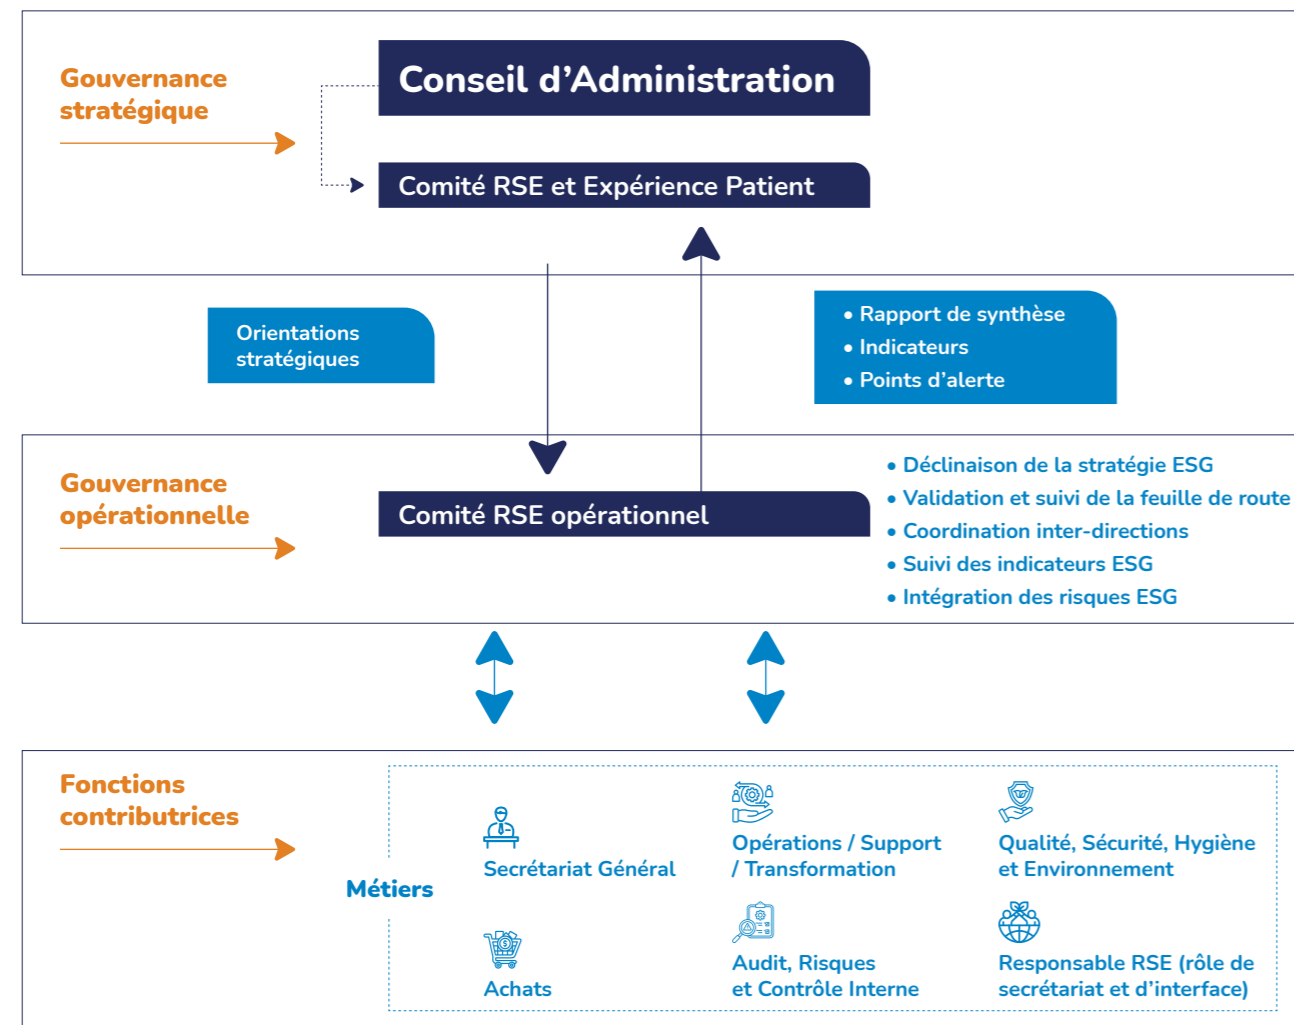 Gouvernance
stratégique
Conseil d'Administration
Comité RSE et Expérience Patient
Orientations
stratégiques
• Rapport de synthèse
• Indicateurs
• Points d'alerte
Gouvernance
opérationnelle
Comité RSE opérationnel
• Déclinaison de la stratégie ESG
• Validation et suivi de la feuille de route
• Coordination inter-directions
• Suivi des indicateurs ESG
• Intégration des risques ESG
Fonctions
contributrices
Métiers
Secrétariat Général
Opérations / Support
/ Transformation
Qualité, Sécurité, Hygiène
et Environnement
Achats
Audit, Risques
et Contrôle Interne
Responsable RSE (rôle de
secrétariat et d'interface)